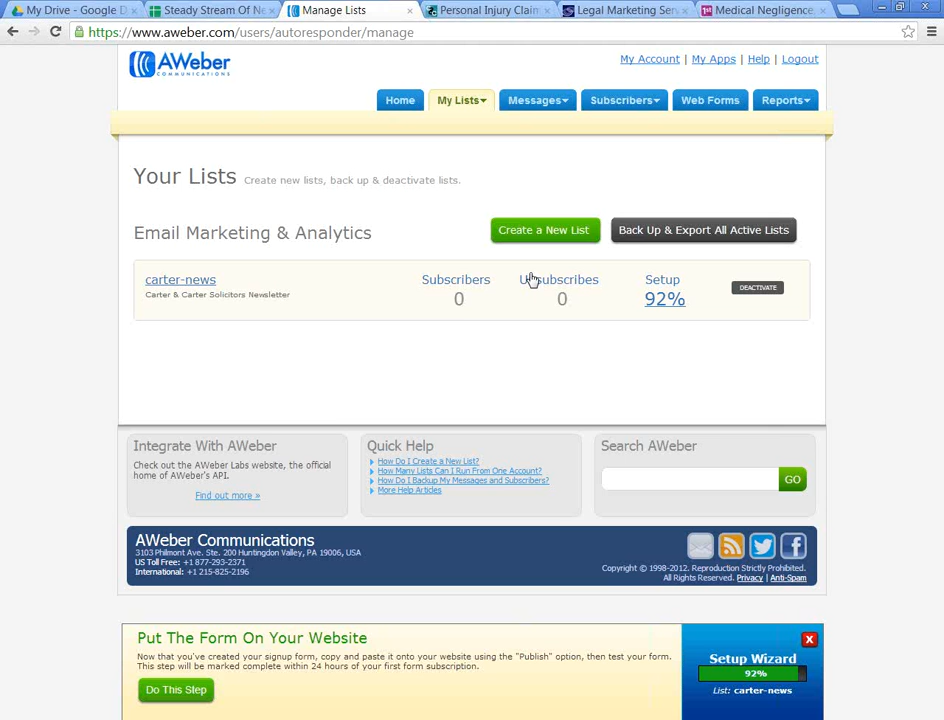 My Drive - Google D
Steady Stream Of Ne
Manage Lists
Personal Injury Claim
Legal Marketing Serv
Medical Negligence,
https://www.aweber.com/users/autoresponder/manage
AWeber
COMMUNICATIONS
My Account | My Apps | Help | Logout
Home
My Lists
Messages
Subscribers
Web Forms
Reports
Your Lists Create new lists, back up & deactivate lists.
Email Marketing & Analytics
Create a New List
Back Up & Export All Active Lists
carter-news
Carter & Carter Solicitors Newsletter
Subscribers
0
Unsubscribes
0
Setup
92%
DEACTIVATE
Integrate With AWeber
Check out the AWeber Labs website, the official
home of AWeber's API.
Find out more »
Quick Help
How Do I Create a New List?
How Many Lists Can I Run From One Account?
How Do I Backup My Messages and Subscribers?
More Help Articles
Search AWeber
GO
AWeber Communications
3103 Philmont Ave. Ste. 200 Huntingdon Valley, PA 19006, USA
US Toll Free: +1 877-293-2371
International: +1 215-825-2196
Copyright © 1998-2012. Reproduction Strictly Prohibited.
All Rights Reserved. Privacy | Anti-Spam
Put The Form On Your Website
Now that you've created your signup form, copy and paste it onto your website using the "Publish" option, then test your form.
This step will be marked complete within 24 hours of your first form subscription.
Do This Step
Setup Wizard
92%
List: carter-news